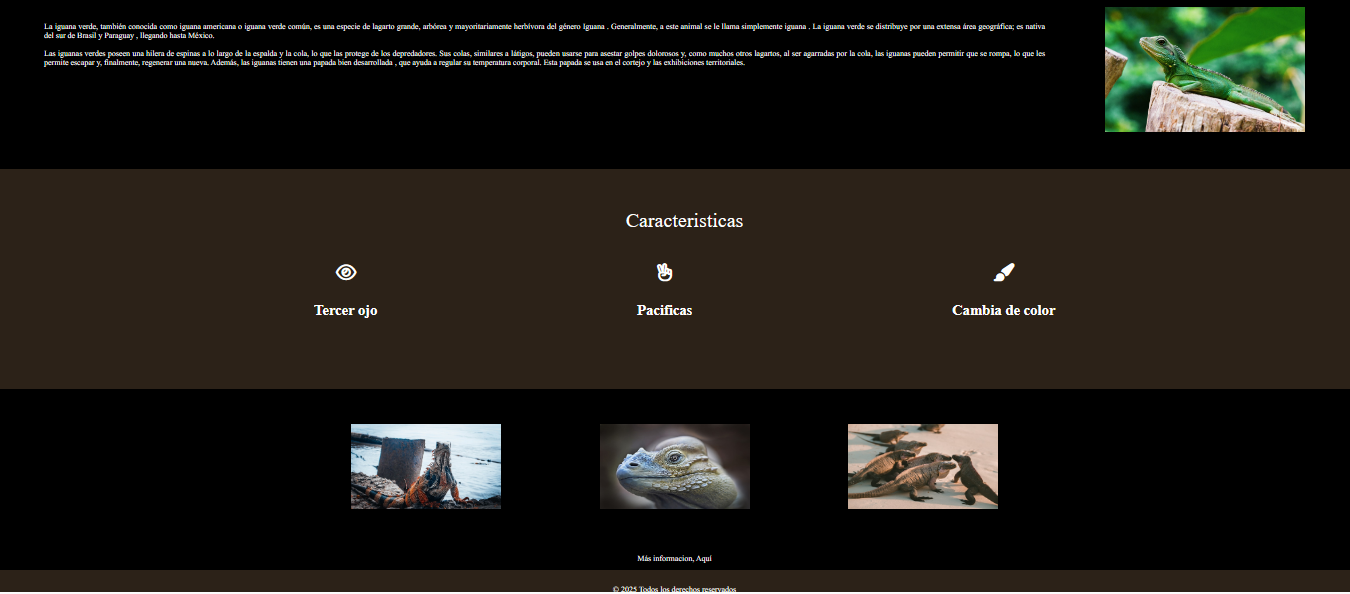 La iguana verde, también conocida como iguana americana o iguana verde común, es una especie de lagarto grande, arbórea y mayoritariamente herbívora del género Iguana . Generalmente, a este animal se le llama simplemente iguana . La iguana verde se distribuye por una extensa área geográfica; es nativa
del sur de Brasil y Paraguay , llegando hasta México.
Las iguanas verdes poseen una hilera de espinas a lo largo de la espalda y la cola, lo que las protege de los depredadores. Sus colas, similares a látigos, pueden usarse para asestar golpes dolorosos y, como muchos otros lagartos, al ser agarradas por la cola, las iguanas pueden permitir que se rompa, lo que les
permite escapar y, finalmente, regenerar una nueva. Además, las iguanas tienen una papada bien desarrollada , que ayuda a regular su temperatura corporal. Esta papada se usa en el cortejo y las exhibiciones territoriales.
Caracteristicas
Tercer ojo
Pacificas
Cambia de color
Más informacion, Aquí
© 2025 Todos los derechos reservados